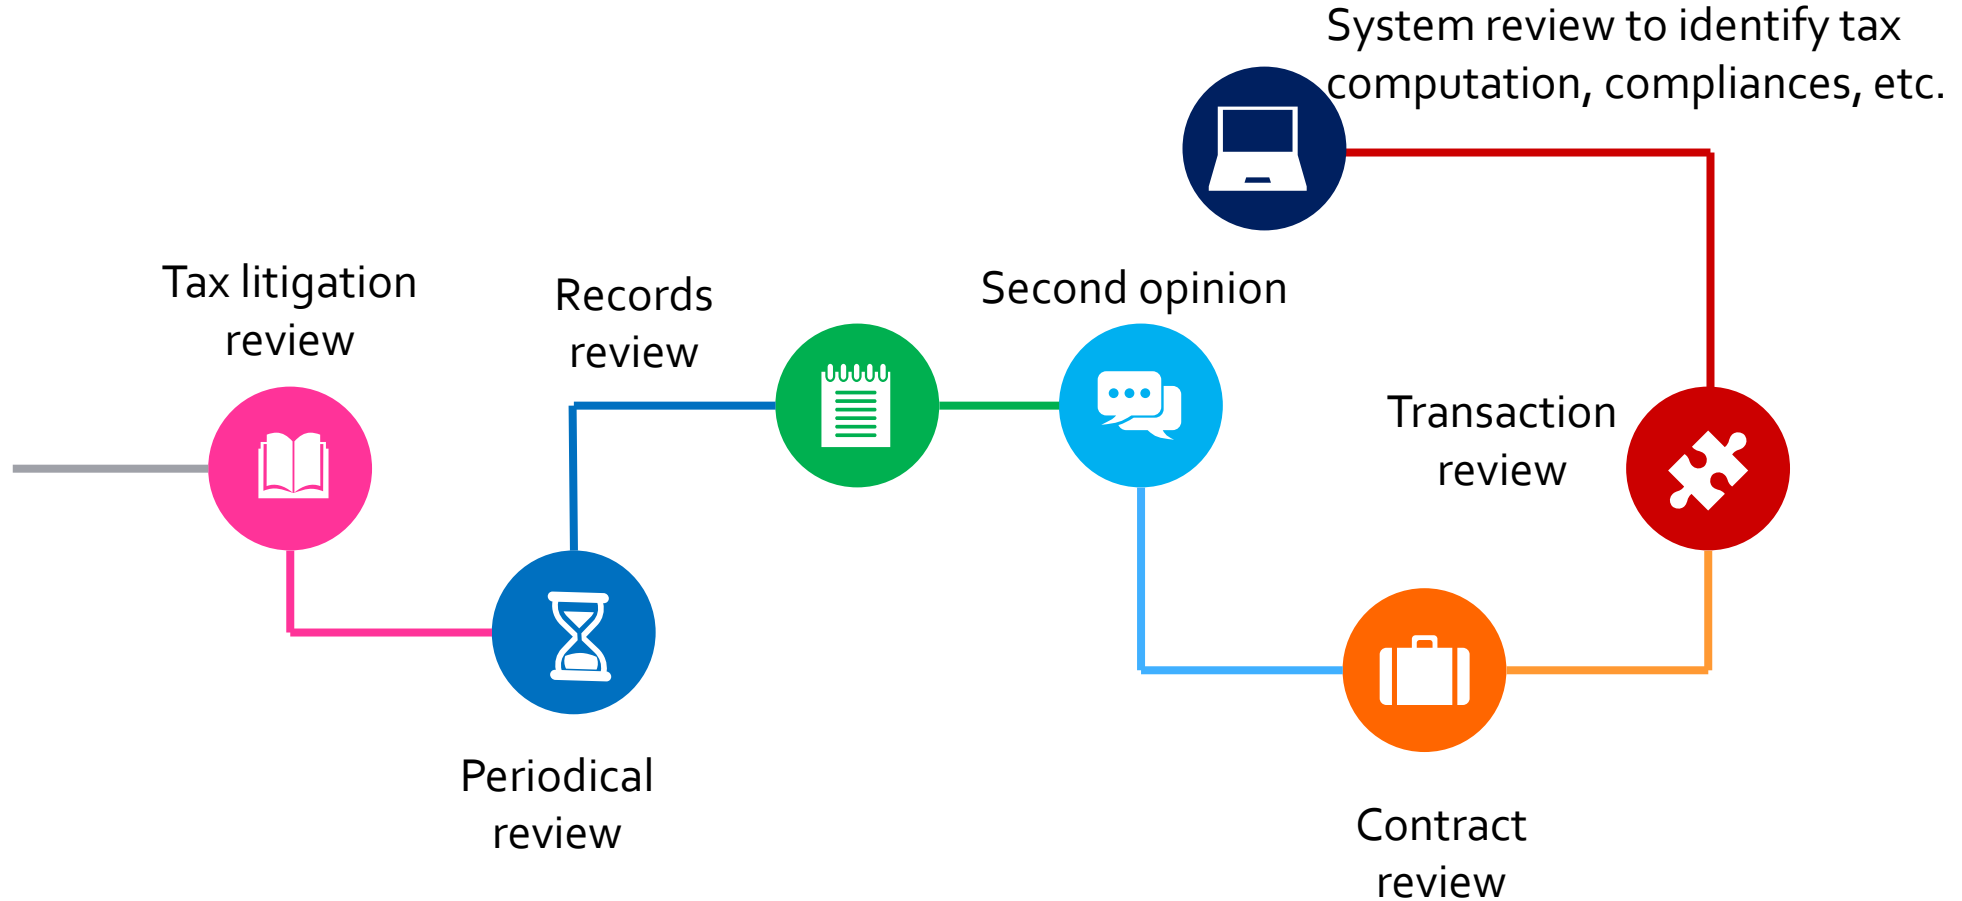 System review to identify tax
computation, compliances, etc.
Tax litigation
review
Records
review
Second opinion
Transaction
review
Periodical
review
Contract
review